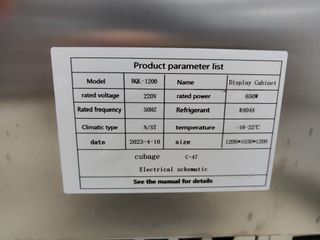 Product parameter list
Model BQL-1200 Name Display Cabinet
rated voltage 220V rated power 650W
Rated frequency 50HZ Refrigerant R404A
Climatic type N/ST temperature -16-22℃
date 2023-4-10 size 1200*1030*1200
cubage C-47
Electrical schematic
See the manual for details